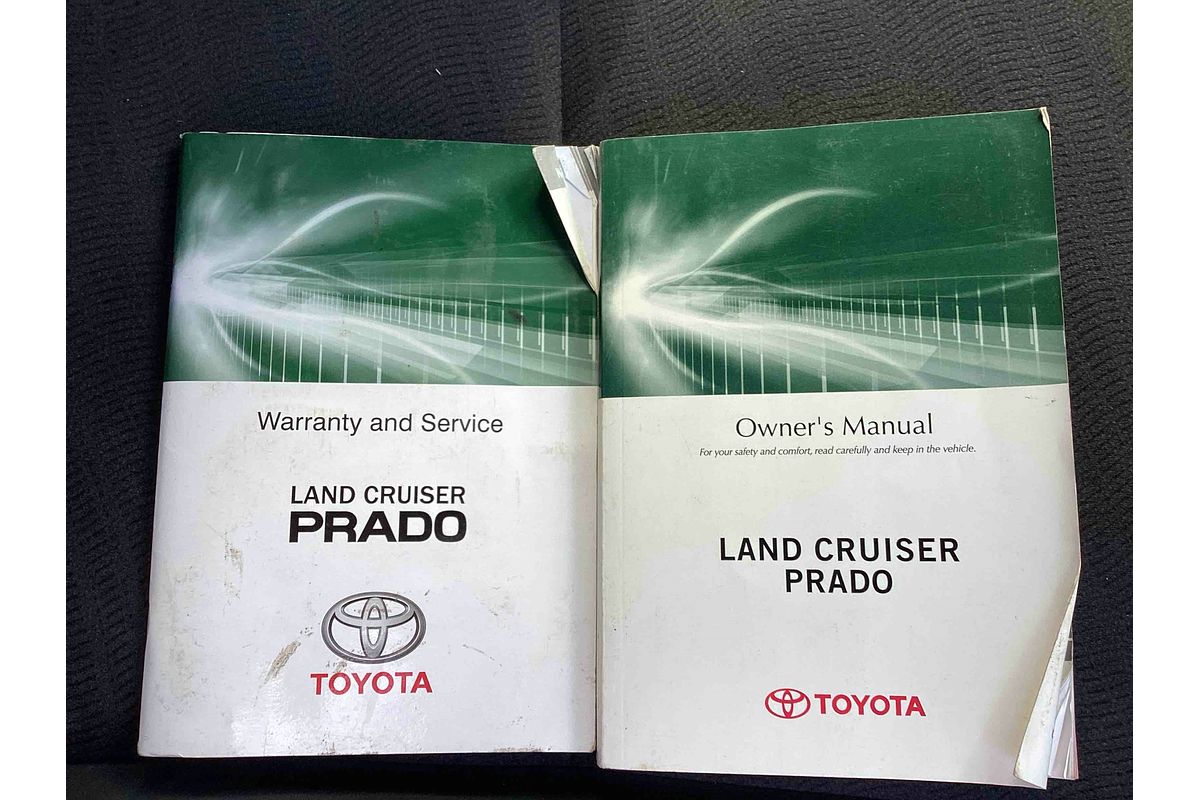 Warranty and Service
LAND CRUISER
PRADO
TOYOTA
Owner's Manual
For your safety and comfort, read carefully and keep in the vehicle.
LAND CRUISER
PRADO
TOYOTA